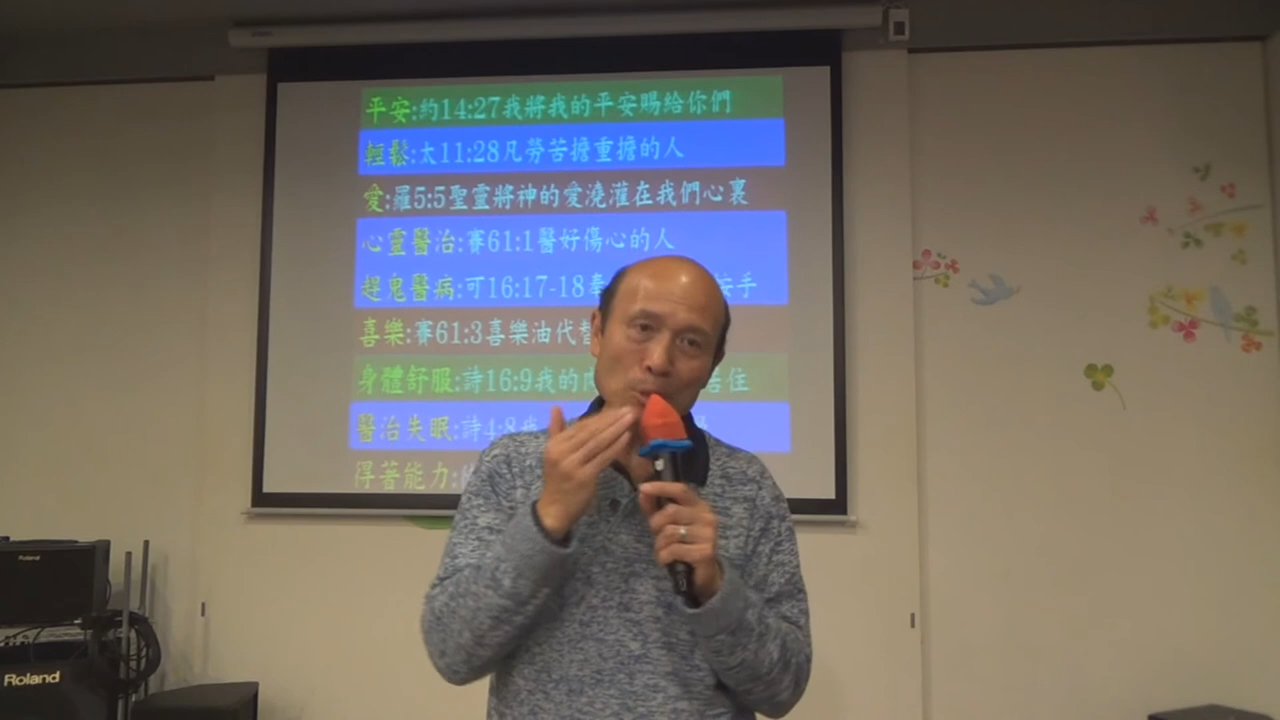 平安:約14:27我將我的平安賜給你們
輕鬆:太11:28凡勞苦擔重擔的人
愛:羅5:5聖靈將神的愛澆灌在我們心裏
心靈醫治:賽61:1醫好傷心的人
趕鬼醫病:可16:17-18奉 按手
喜樂:賽61:3喜樂油代替
身體舒服:詩16:9我的肉 居住
醫治失眠:詩4:8我
得著能力:
Roland
Roland